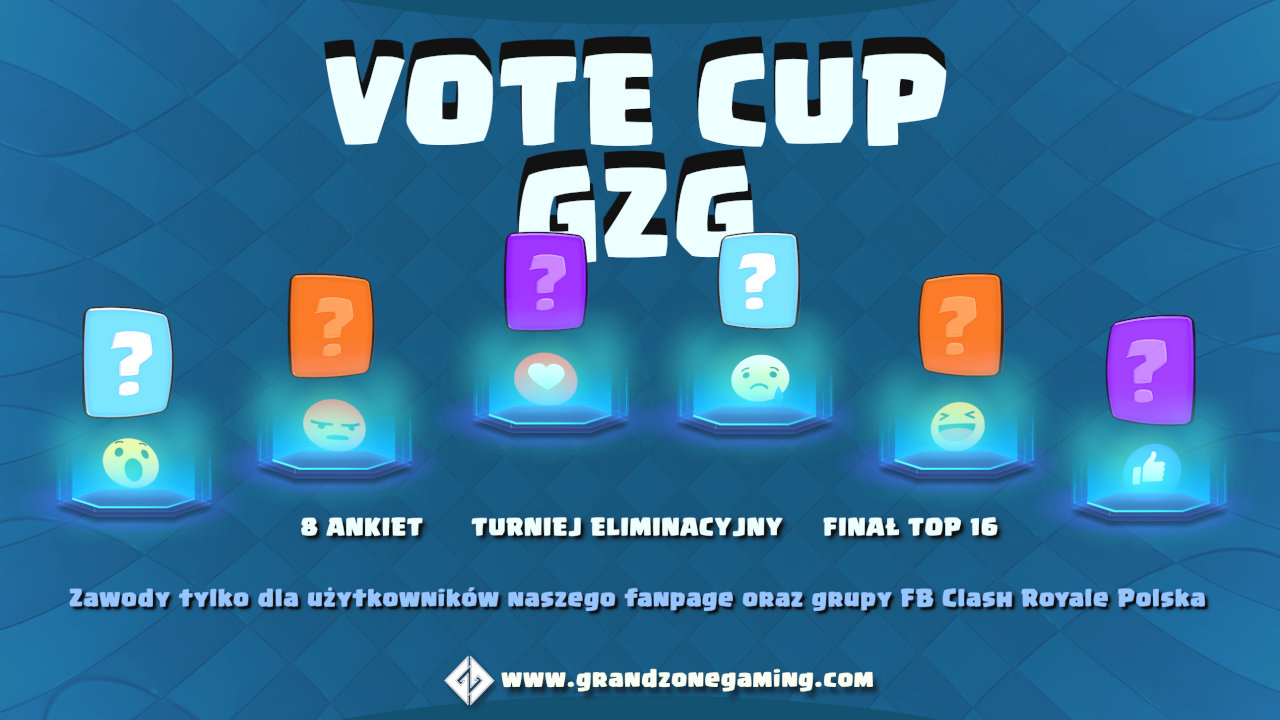 VOTE CUP
GZG
? ? ? ? ? ?
8 ANKIET TURNIEJ ELIMINACYJNY FINAŁ TOP 16
Zawody tylko dla użytkowników naszego fanpage oraz grupy FB Clash Royale Polska
www.grandzonegaming.com